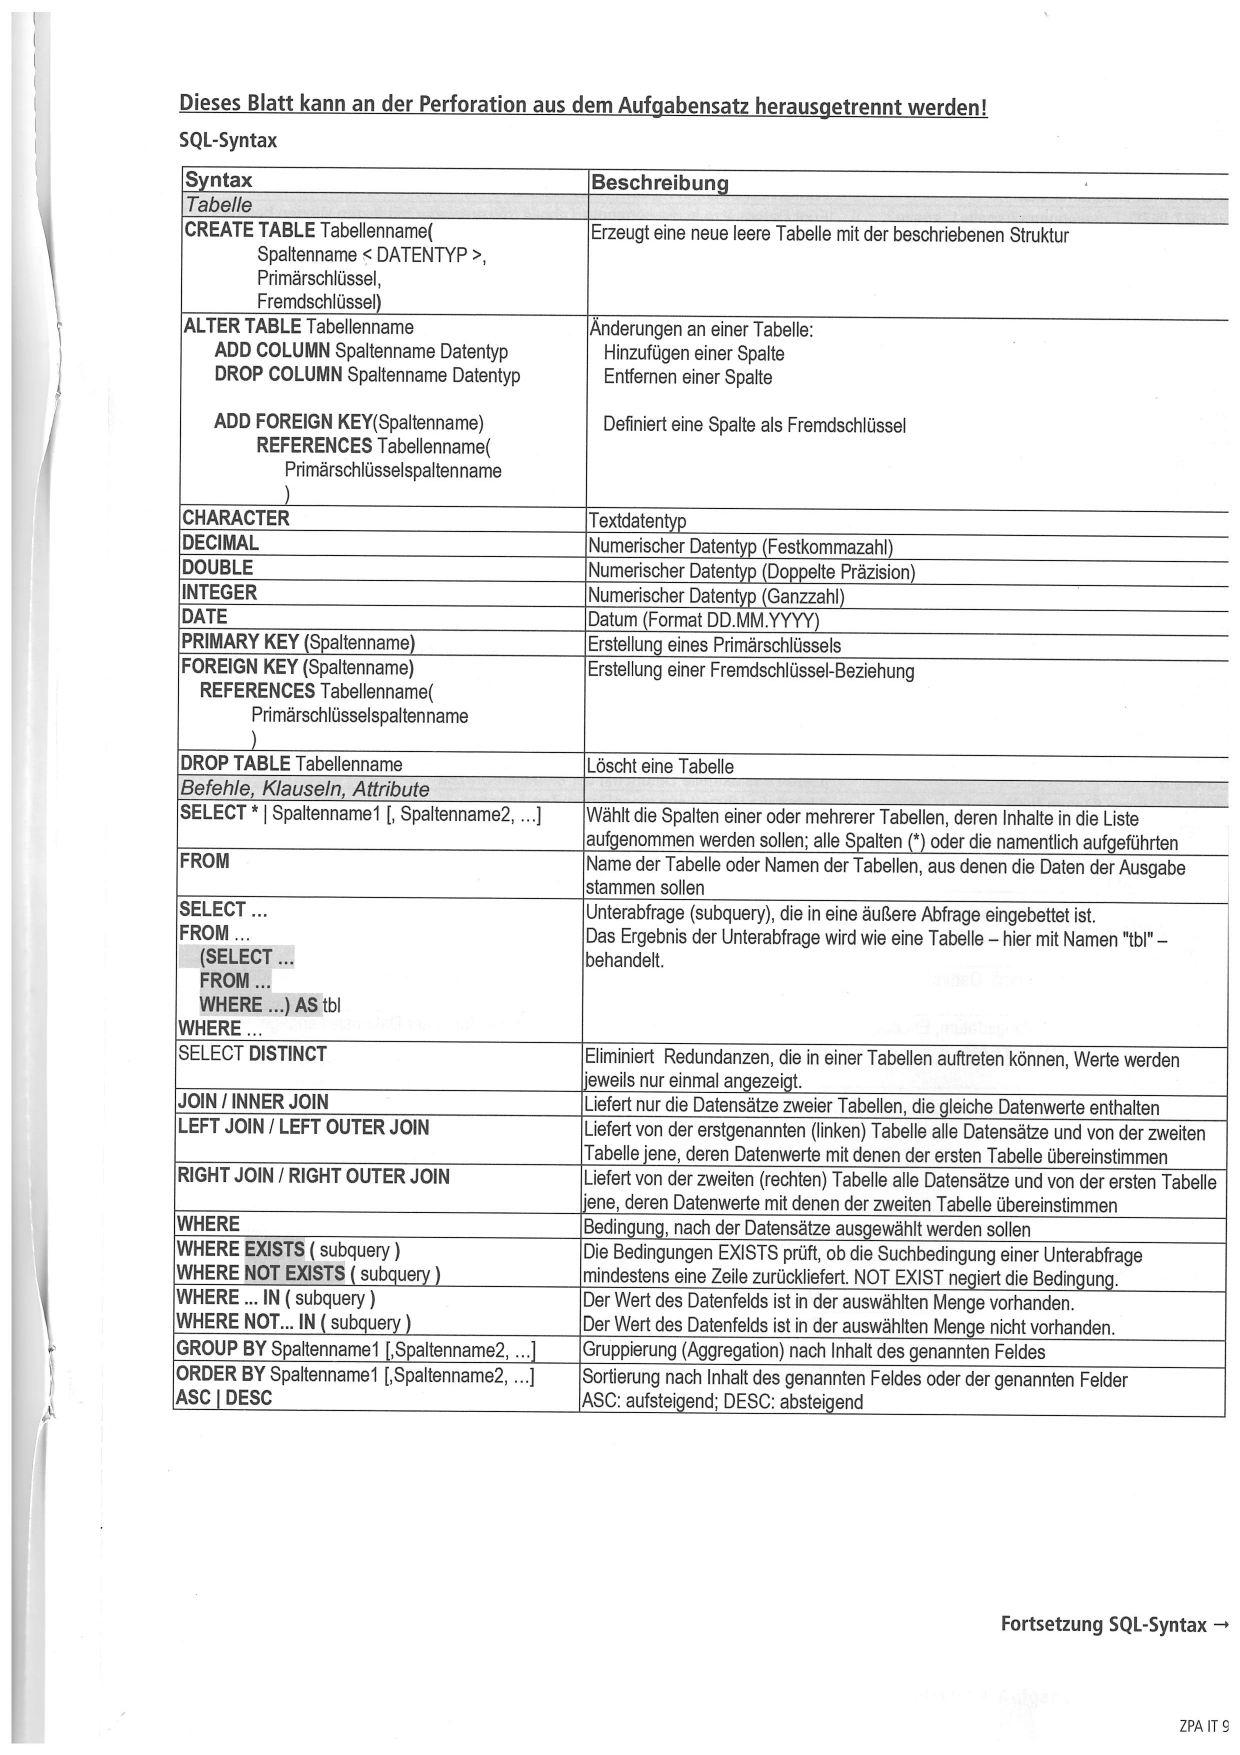 Dieses Blatt kann an der Perforation aus dem Aufgabensatz herausgetrennt werden!
SQL-Syntax
Syntax Beschreibung
Tabelle
CREATE TABLE Tabellenname( Erzeugt eine neue leere Tabelle mit der beschriebenen Struktur
Spaltenname < DATENTYP >,
Primärschlüssel,
Fremdschlüssel)
ALTER TABLE Tabellenname Änderungen an einer Tabelle:
ADD COLUMN Spaltenname Datentyp Hinzufügen einer Spalte
DROP COLUMN Spaltenname Datentyp Entfernen einer Spalte
ADD FOREIGN KEY(Spaltenname) Definiert eine Spalte als Fremdschlüssel
REFERENCES Tabellenname(
Primärschlüsselspaltenname
)
CHARACTER Textdatentyp
DECIMAL Numerischer Datentyp (Festkommazahl)
DOUBLE Numerischer Datentyp (Doppelte Präzision)
INTEGER Numerischer Datentyp (Ganzzahl)
DATE Datum (Format DD.MM.YYYY)
PRIMARY KEY (Spaltenname) Erstellung eines Primärschlüssels
FOREIGN KEY (Spaltenname) Erstellung einer Fremdschlüssel-Beziehung
REFERENCES Tabellenname(
Primärschlüsselspaltenname
)
DROP TABLE Tabellenname Löscht eine Tabelle
Befehle, Klauseln, Attribute
SELECT * | Spaltenname1 [, Spaltenname2, ...] Wählt die Spalten einer oder mehrerer Tabellen, deren Inhalte in die Liste
aufgenommen werden sollen; alle Spalten (*) oder die namentlich aufgeführten
FROM Name der Tabelle oder Namen der Tabellen, aus denen die Daten der Ausgabe
stammen sollen
SELECT ... Unterabfrage (subquery), die in eine äußere Abfrage eingebettet ist.
FROM ... Das Ergebnis der Unterabfrage wird wie eine Tabelle – hier mit Namen "tbl" –
(SELECT ... behandelt.
FROM ...
WHERE ...) AS tbl
WHERE ...
SELECT DISTINCT Eliminiert Redundanzen, die in einer Tabellen auftreten können, Werte werden
jeweils nur einmal angezeigt.
JOIN / INNER JOIN Liefert nur die Datensätze zweier Tabellen, die gleiche Datenwerte enthalten
LEFT JOIN / LEFT OUTER JOIN Liefert von der erstgenannten (linken) Tabelle alle Datensätze und von der zweiten
Tabelle jene, deren Datenwerte mit denen der ersten Tabelle übereinstimmen
RIGHT JOIN / RIGHT OUTER JOIN Liefert von der zweiten (rechten) Tabelle alle Datensätze und von der ersten Tabelle
jene, deren Datenwerte mit denen der zweiten Tabelle übereinstimmen
WHERE Bedingung, nach der Datensätze ausgewählt werden sollen
WHERE EXISTS ( subquery ) Die Bedingungen EXISTS prüft, ob die Suchbedingung einer Unterabfrage
WHERE NOT EXISTS ( subquery ) mindestens eine Zeile zurückliefert. NOT EXIST negiert die Bedingung.
WHERE ... IN ( subquery ) Der Wert des Datenfelds ist in der auswählten Menge vorhanden.
WHERE NOT... IN ( subquery ) Der Wert des Datenfelds ist in der auswählten Menge nicht vorhanden.
GROUP BY Spaltenname1 [,Spaltenname2, ...] Gruppierung (Aggregation) nach Inhalt des genannten Feldes
ORDER BY Spaltenname1 [,Spaltenname2, ...] Sortierung nach Inhalt des genannten Feldes oder der genannten Felder
ASC | DESC ASC: aufsteigend; DESC: absteigend
Fortsetzung SQL-Syntax →
ZPA IT 9